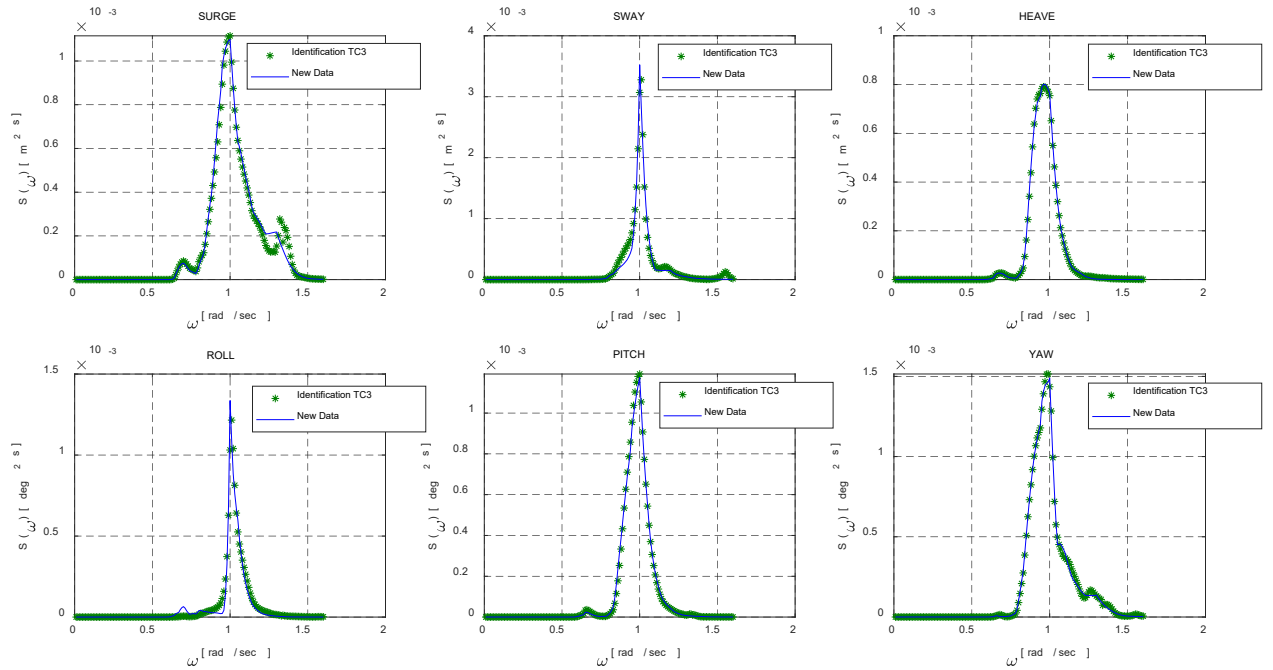 × 10 -3
SURGE
1
0.8
0.6
0.4
0.2
0
S ( ω ) [ m 2 s ]
Identification TC3
New Data
0 0.5 1 1.5 2
ω [ rad /sec ]
× 10 -3
SWAY
4
3
2
1
0
S ( ω ) [ m 2 s ]
Identification TC3
New Data
0 0.5 1 1.5 2
ω [ rad /sec ]
× 10 -3
HEAVE
1
0.8
0.6
0.4
0.2
0
S ( ω ) [ m 2 s ]
Identification TC3
New Data
0 0.5 1 1.5 2
ω [ rad /sec ]
× 10 -3
ROLL
1.5
1
0.5
0
S ( ω ) [ deg 2 s ]
Identification TC3
New Data
0 0.5 1 1.5 2
ω [ rad /sec ]
× 10 -3
PITCH
1
0.8
0.6
0.4
0.2
0
S ( ω ) [ deg 2 s ]
Identification TC3
New Data
0 0.5 1 1.5 2
ω [ rad /sec ]
× 10 -3
YAW
1.5
1
0.5
0
S ( ω ) [ deg 2 s ]
Identification TC3
New Data
0 0.5 1 1.5 2
ω [ rad /sec ]